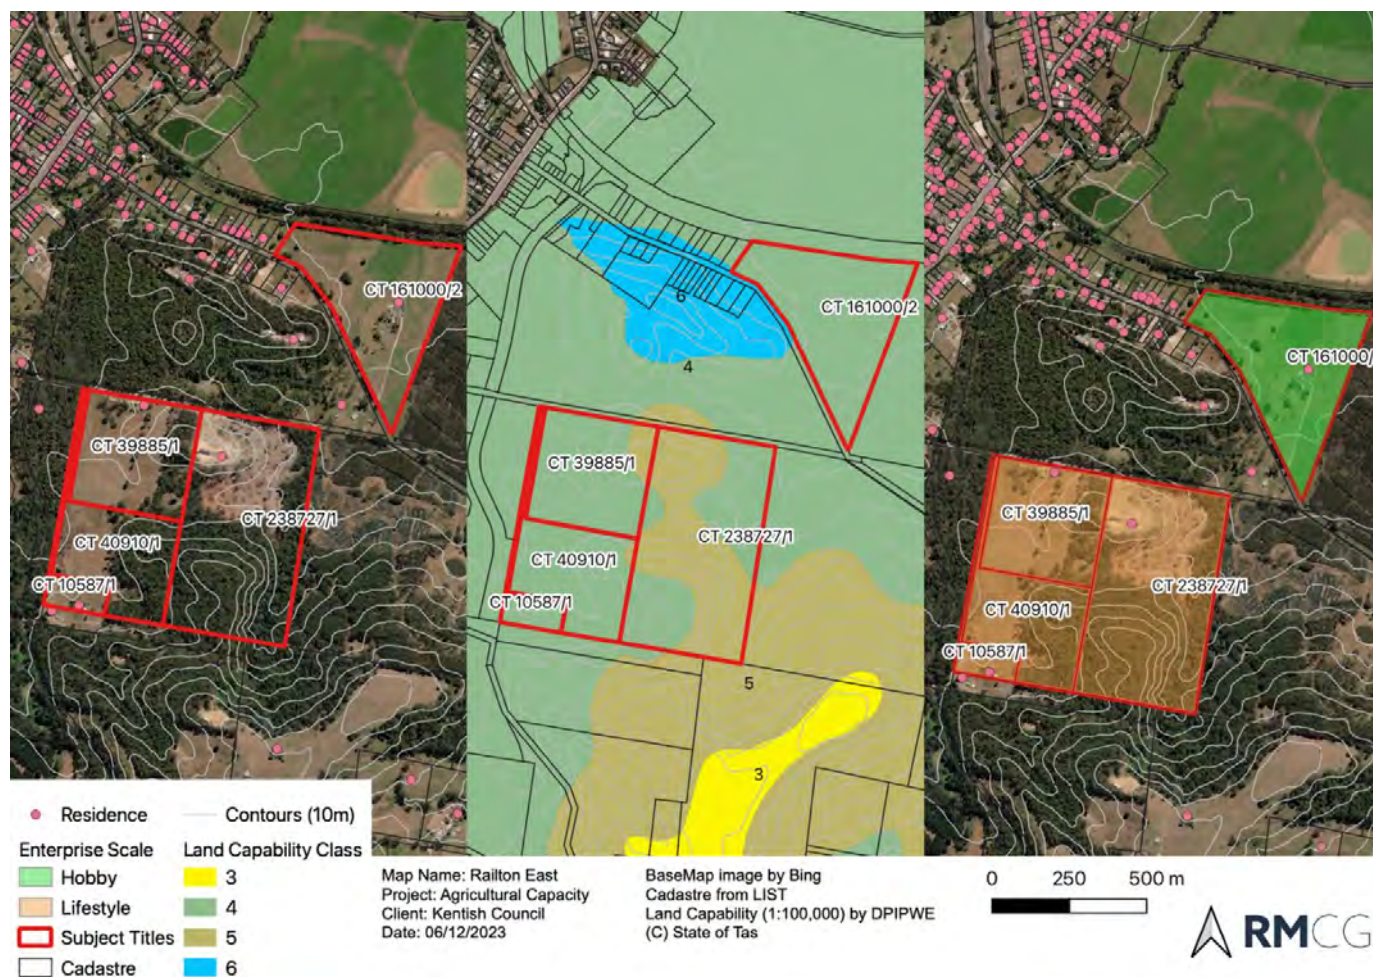 CT 161000/2
CT 39885/1
CT 238727/1
CT 40910/1
CT 10587/1
6
CT 161000/2
4
CT 39885/1
CT 238727/1
CT 40910/1
CT 10587/1
5
3
CT 161000/
CT 39885/1
CT 238727/1
CT 40910/1
CT 10587/1
Residence
Contours (10m)
Enterprise Scale
Land Capability Class
Hobby
3
Lifestyle
4
Subject Titles
5
Cadastre
6
Map Name: Railton East
Project: Agricultural Capacity
Client: Kentish Council
Date: 06/12/2023
BaseMap image by Bing
Cadastre from LIST
Land Capability (1:100,000) by DPIPWE
(C) State of Tas
0 250 500 m
RMCG